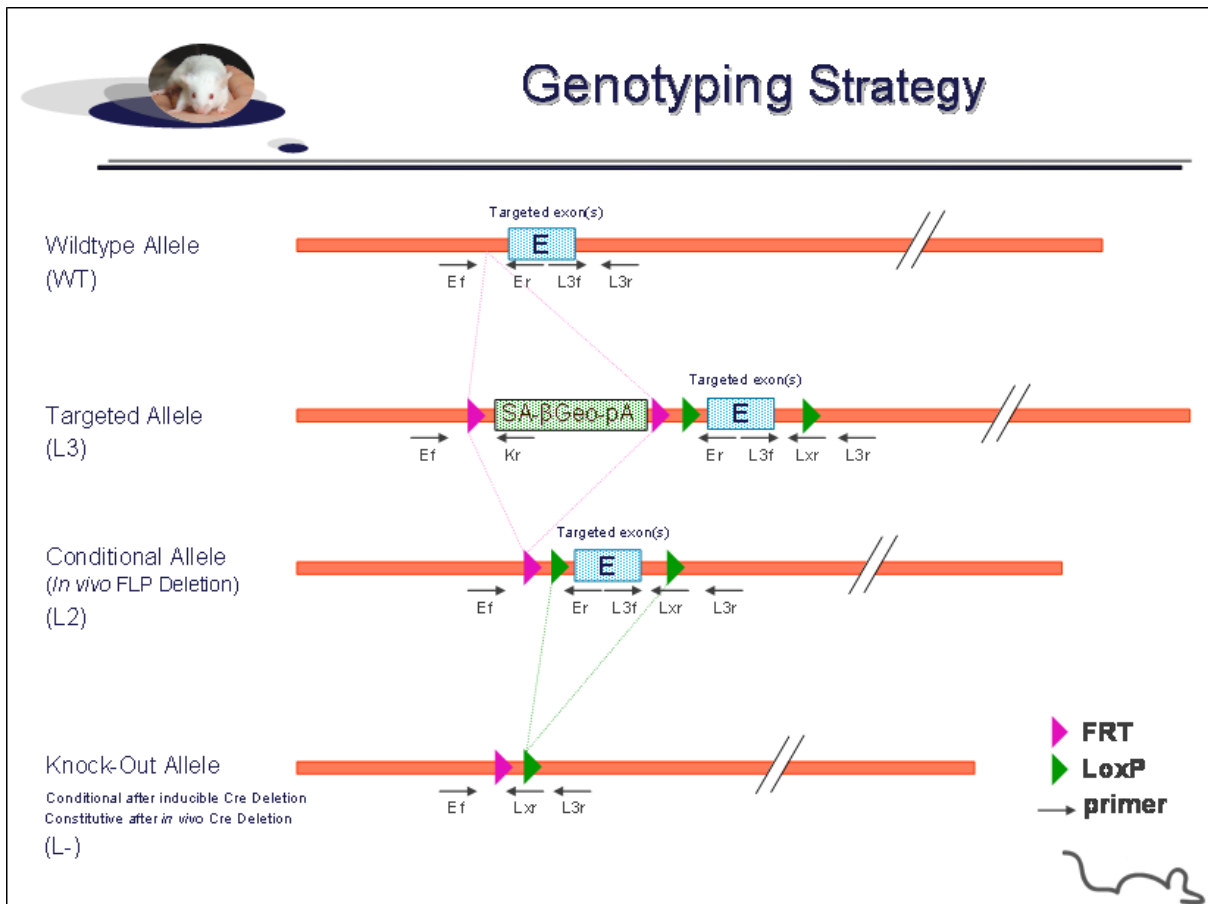 Genotyping Strategy
Targeted exon(s)
Wildtype Allele
(WT)
E
Ef Er L3f L3r
Targeted exon(s)
Targeted Allele
(L3)
SA-βGeo-pA
E
Ef Kr Er L3f Lxr L3r
Targeted exon(s)
Conditional Allele
(In vivo FLP Deletion)
(L2)
E
Ef Er L3f Lxr L3r
Knock-Out Allele
Conditional after inducible Cre Deletion
Constitutive after in vivo Cre Deletion
(L-)
Ef Lxr L3r
FRT
LoxP
primer